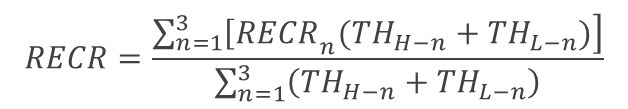 $$RECR = \frac{\sum_{n=1}^{3}[RECR_n(TH_{H-n} + TH_{L-n})]}{\sum_{n=1}^{3}(TH_{H-n} + TH_{L-n})}$$